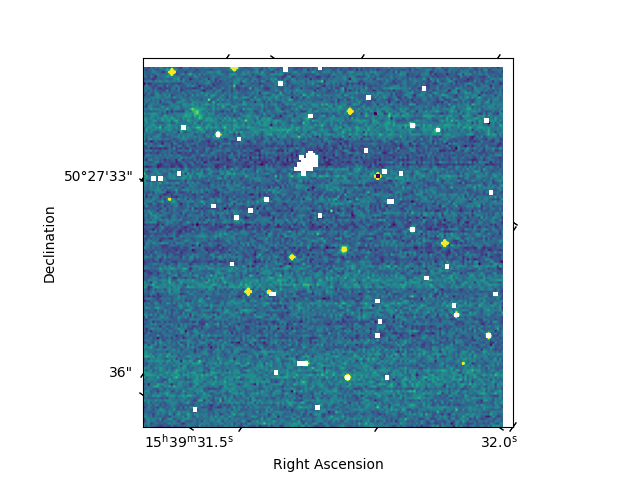 50°27'33"
Declination
36"
15ʰ39ᵐ31.5ˢ
32.0ˢ
Right Ascension